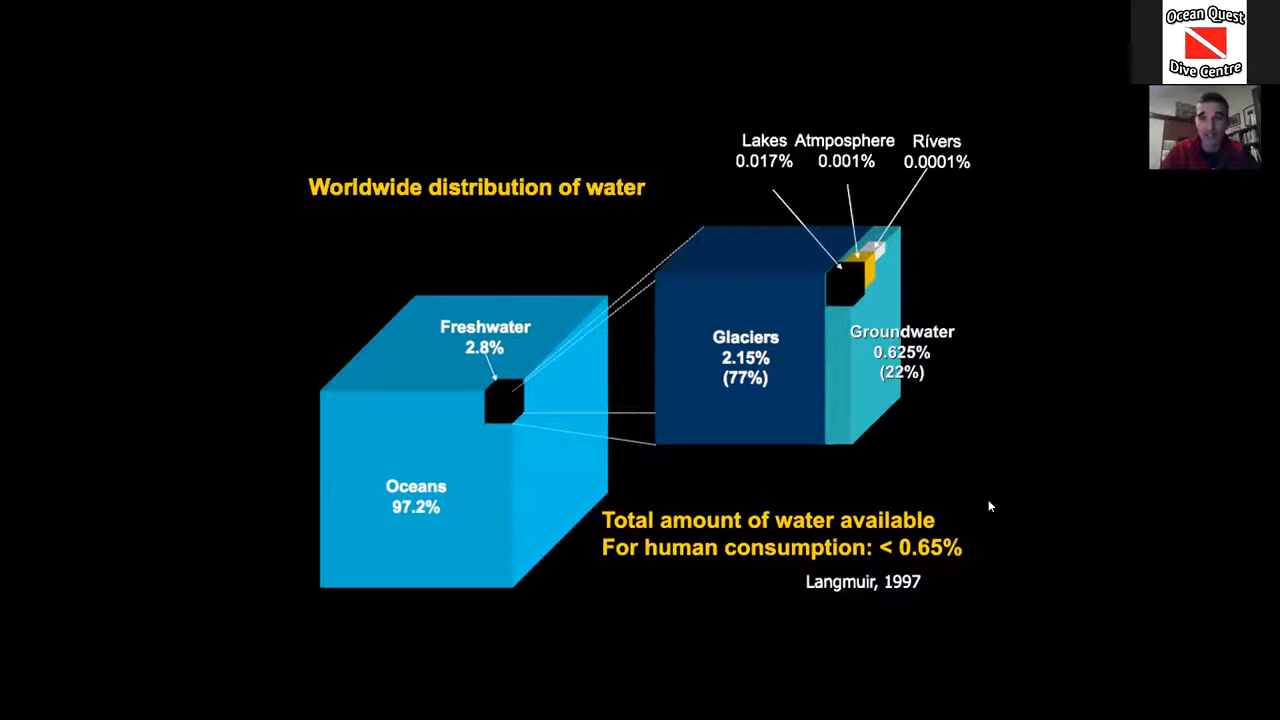 Ocean Quest
Dive Centre
Lakes
0.017%
Atmposphere
0.001%
Rívers
0.0001%
Worldwide distribution of water
Freshwater
2.8%
Glaciers
2.15%
(77%)
Groundwater
0.625%
(22%)
Oceans
97.2%
Total amount of water available
For human consumption: < 0.65%
Langmuir, 1997